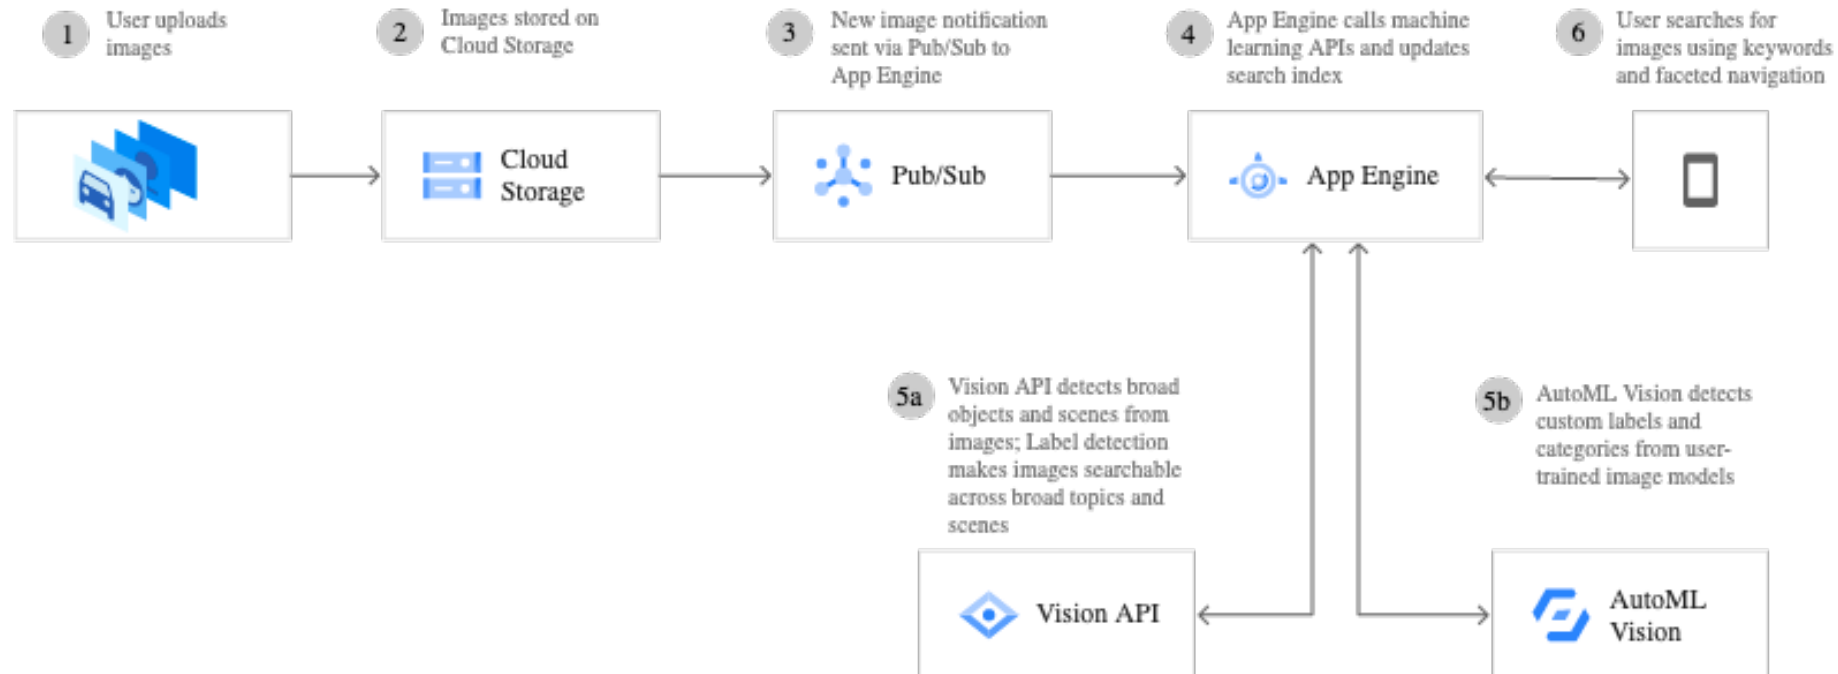 1
User uploads
images
2
Images stored on
Cloud Storage
3
New image notification
sent via Pub/Sub to
App Engine
4
App Engine calls machine
learning APIs and updates
search index
6
User searches for
images using keywords
and faceted navigation
Cloud
Storage
Pub/Sub
App Engine
5a
Vision API detects broad
objects and scenes from
images; Label detection
makes images searchable
across broad topics and
scenes
5b
AutoML Vision detects
custom labels and
categories from user-
trained image models
Vision API
AutoML
Vision